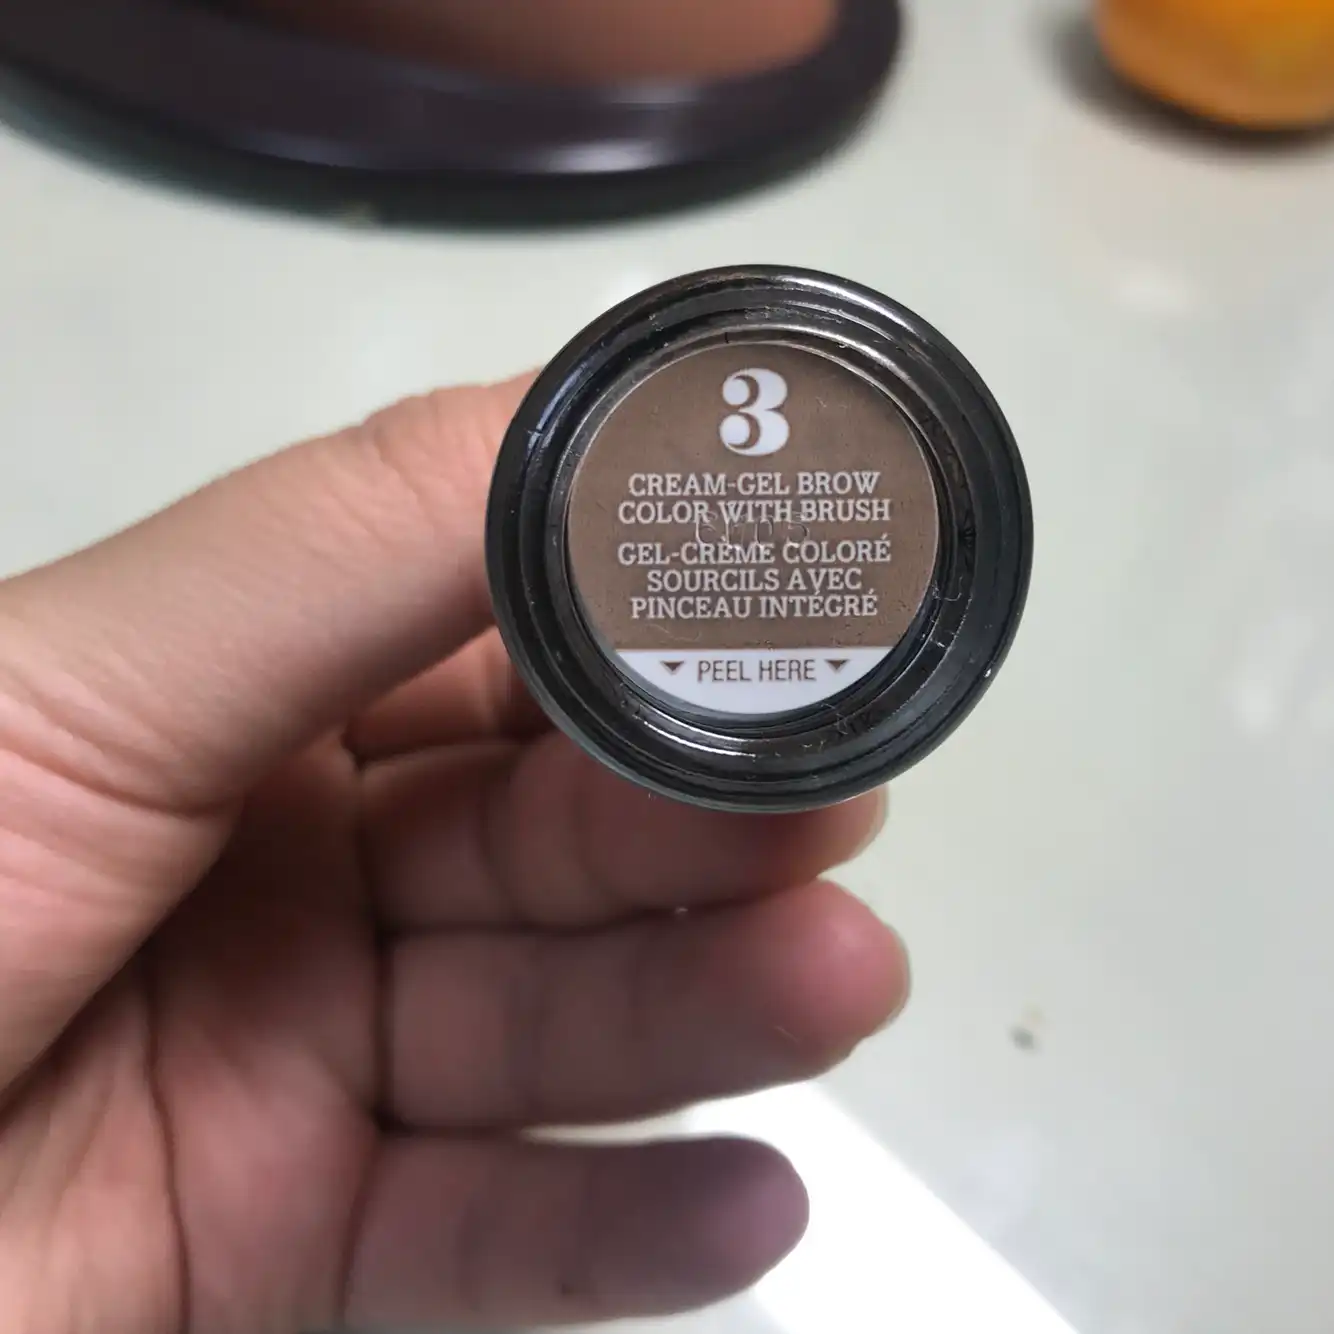 3
CREAM-GEL BROW
COLOR WITH BRUSH
GEL-CRÈME COLORÉ
SOURCILS AVEC
PINCEAU INTÉGRÉ
PEEL HERE